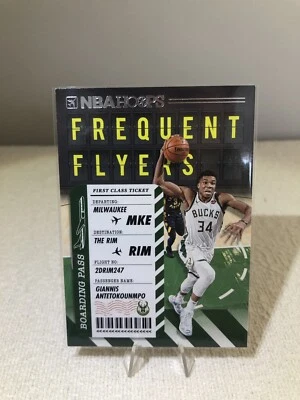 NBA HOOPS
FREQUENT
FLYERS
FIRST CLASS TICKET
DEPARTING:
MILWAUKEE
MKE
DESTINATION:
THE RIM
RIM
FLIGHT NO:
2DRIM247
PASSENGER NAME:
GIANNIS
ANTETOKOUNMPO
BOARDING PASS
BUCKS
34